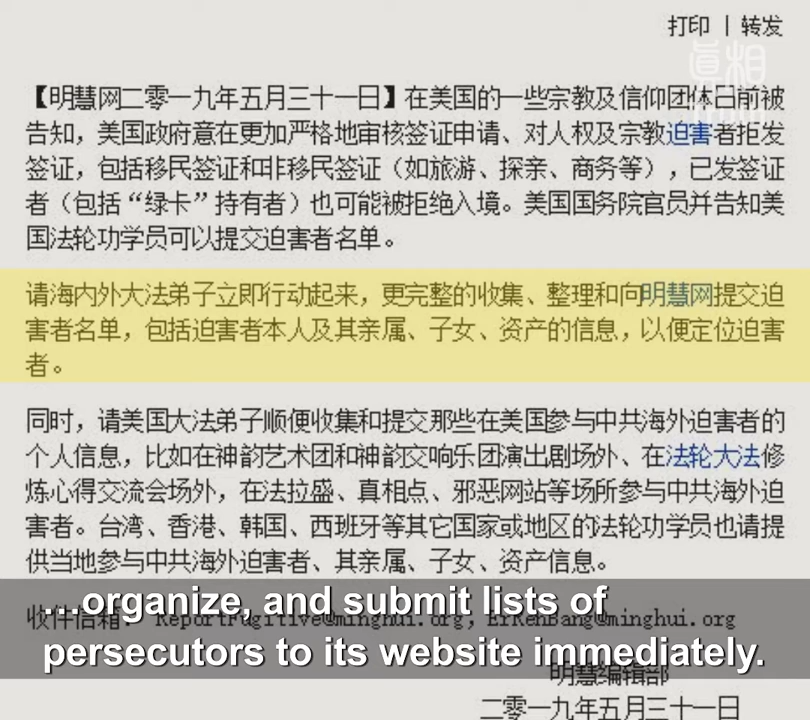 打印 | 转发
真相
【明慧网二零一九年五月三十一日】在美国的一些宗教及信仰团体日前被
告知，美国政府意在更加严格地审核签证申请、对人权及宗教迫害者拒发
签证，包括移民签证和非移民签证（如旅游、探亲、商务等），已发签证
者（包括“绿卡”持有者）也可能被拒绝入境。美国国务院官员并告知美
国法轮功学员可以提交迫害者名单。
请海内外大法弟子立即行动起来，更完整的收集、整理和向明慧网提交迫
害者名单，包括迫害者本人及其亲属、子女、资产的信息，以便定位迫害
者。
同时，请美国大法弟子顺便收集和提交那些在美国参与中共海外迫害者的
个人信息，比如在神韵艺术团和神韵交响乐团演出剧场外、在法轮大法修
炼心得交流会场外，在法拉盛、真相点、邪恶网站等场所参与中共海外迫
害者。台湾、香港、韩国、西班牙等其它国家或地区的法轮功学员也请提
供当地参与中共海外迫害者、其亲属、子女、资产信息。
收件信箱： ReportFugitive@minghui.org, ErRenBang@minghui.org
...organize, and submit lists of
persecutors to its website immediately.
明慧编辑部
二零一九年五月三十一日